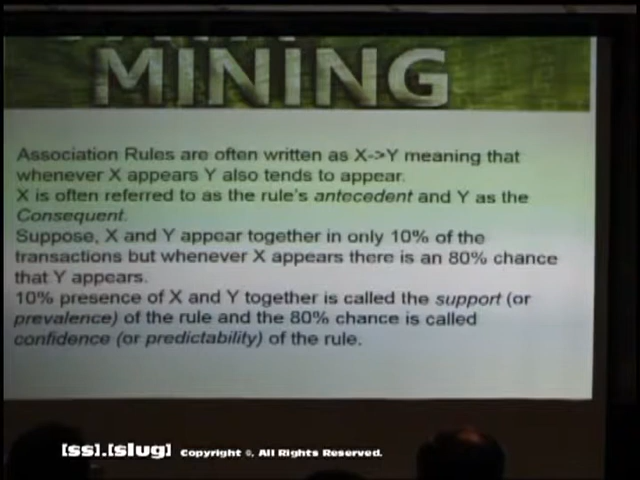 MINING
Association Rules are often written as X->Y meaning that
whenever X appears Y also tends to appear.
X is often referred to as the rule's antecedent and Y as the
Consequent.
Suppose, X and Y appear together in only 10% of the
transactions but whenever X appears there is an 80% chance
that Y appears.
10% presence of X and Y together is called the support (or
prevalence) of the rule and the 80% chance is called
confidence (or predictability) of the rule.
[ss].[slug] Copyright ©, All Rights Reserved.